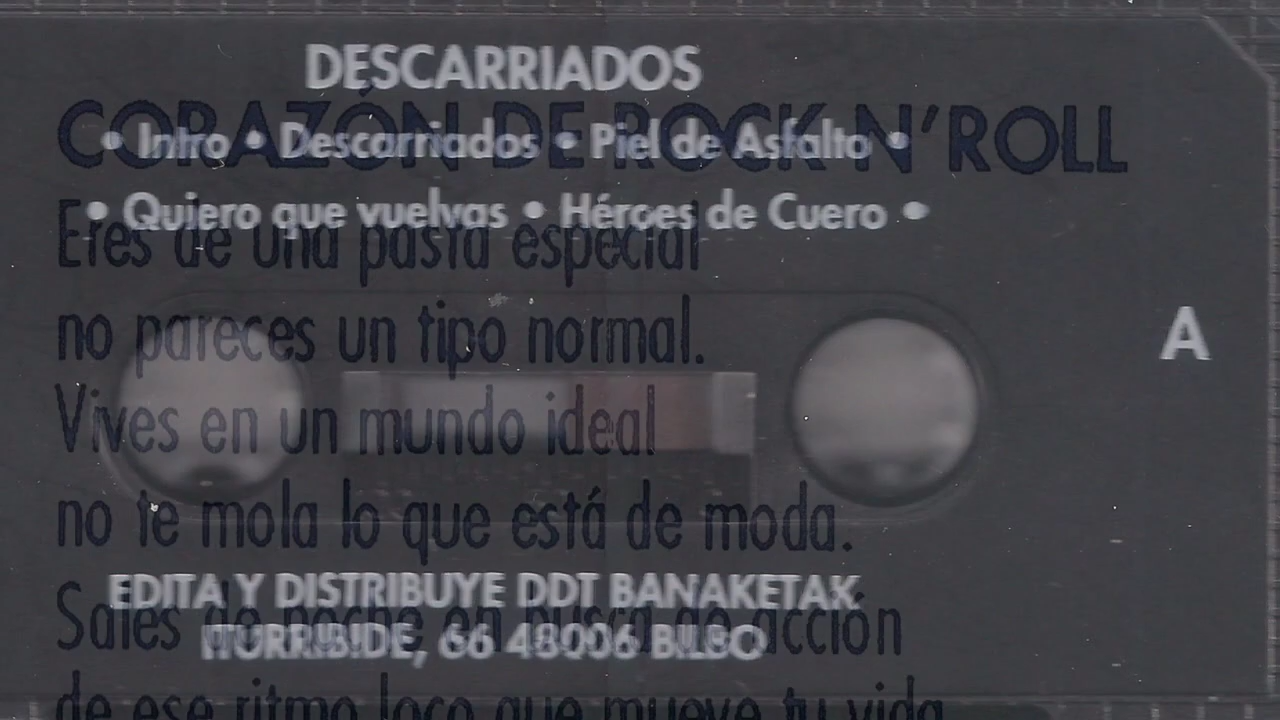 DESCARRIADOS
CORAZÓN DE ROCK N'ROLL
• Intro • Descarriados • Piel de Asfalto •
• Quiero que vuelvas • Héroes de Cuero •
Eres de una pasta especial
no pareces un tipo normal.
A
Vives en un mundo ideal
no te mola lo que está de moda.
EDITA Y DISTRIBUYE DDT BANAKETAK
Sales de noche en busca de acción
ITURRIBIDE, 66 48006 BILBO
de ese ritmo loco que mueve tu vida